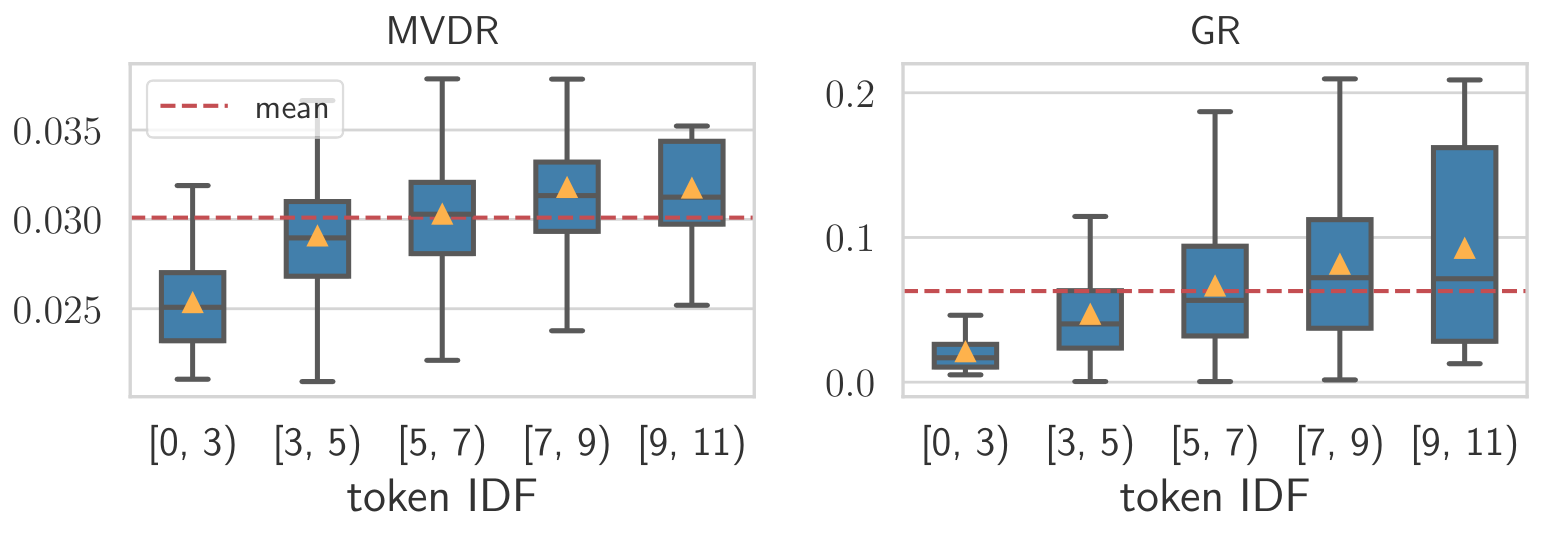 MVDR
mean
0.035
0.030
0.025
[0, 3) [3, 5) [5, 7) [7, 9) [9, 11)
token IDF
GR
0.2
0.1
0.0
[0, 3) [3, 5) [5, 7) [7, 9) [9, 11)
token IDF